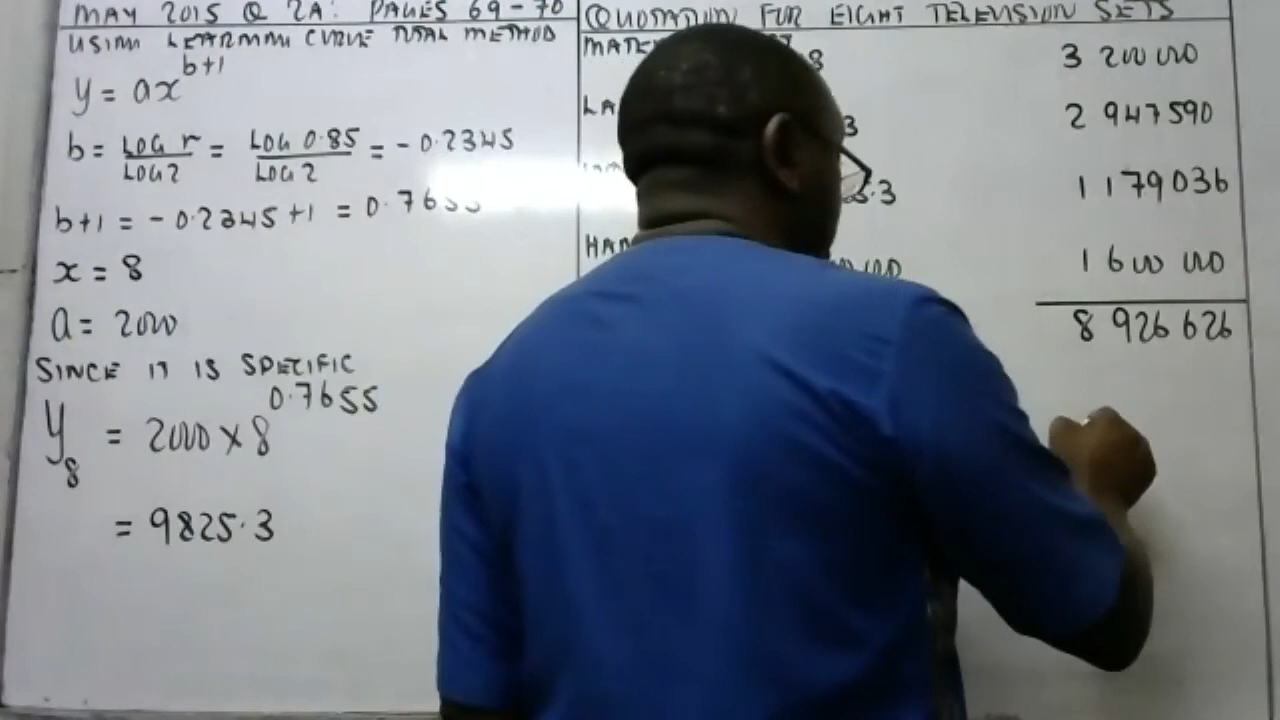 MAY 2015 Q 2A: PAGES 69-70
USING LEARNING CURVE TOTAL METHOD
y = ax^(b+1)
b = LOG r / LOG 2 = LOG 0.85 / LOG 2 = - 0.2345
b+1 = - 0.2345 +1 = 0.7655
x = 8
a = 2000
SINCE IT IS SPECIFIC
y8 = 2000 x 8^0.7655
= 9825.3
QUOTATION FOR EIGHT TELEVISION SETS
3 200 000
2 947 590
1 179 036
1 600 000
8 926 626